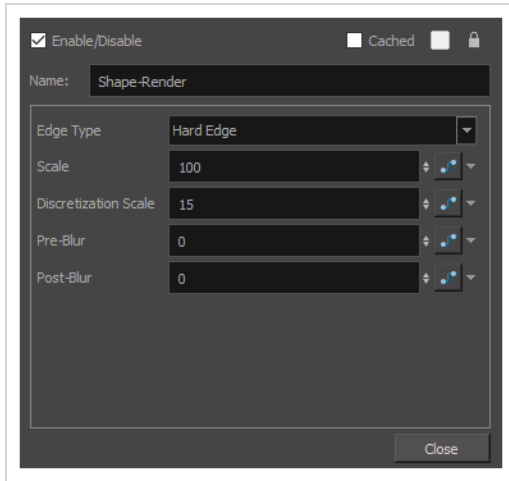 Enable/Disable Cached
Name: Shape-Render
Edge Type Hard Edge
Scale 100
Discretization Scale 15
Pre-Blur 0
Post-Blur 0
Close